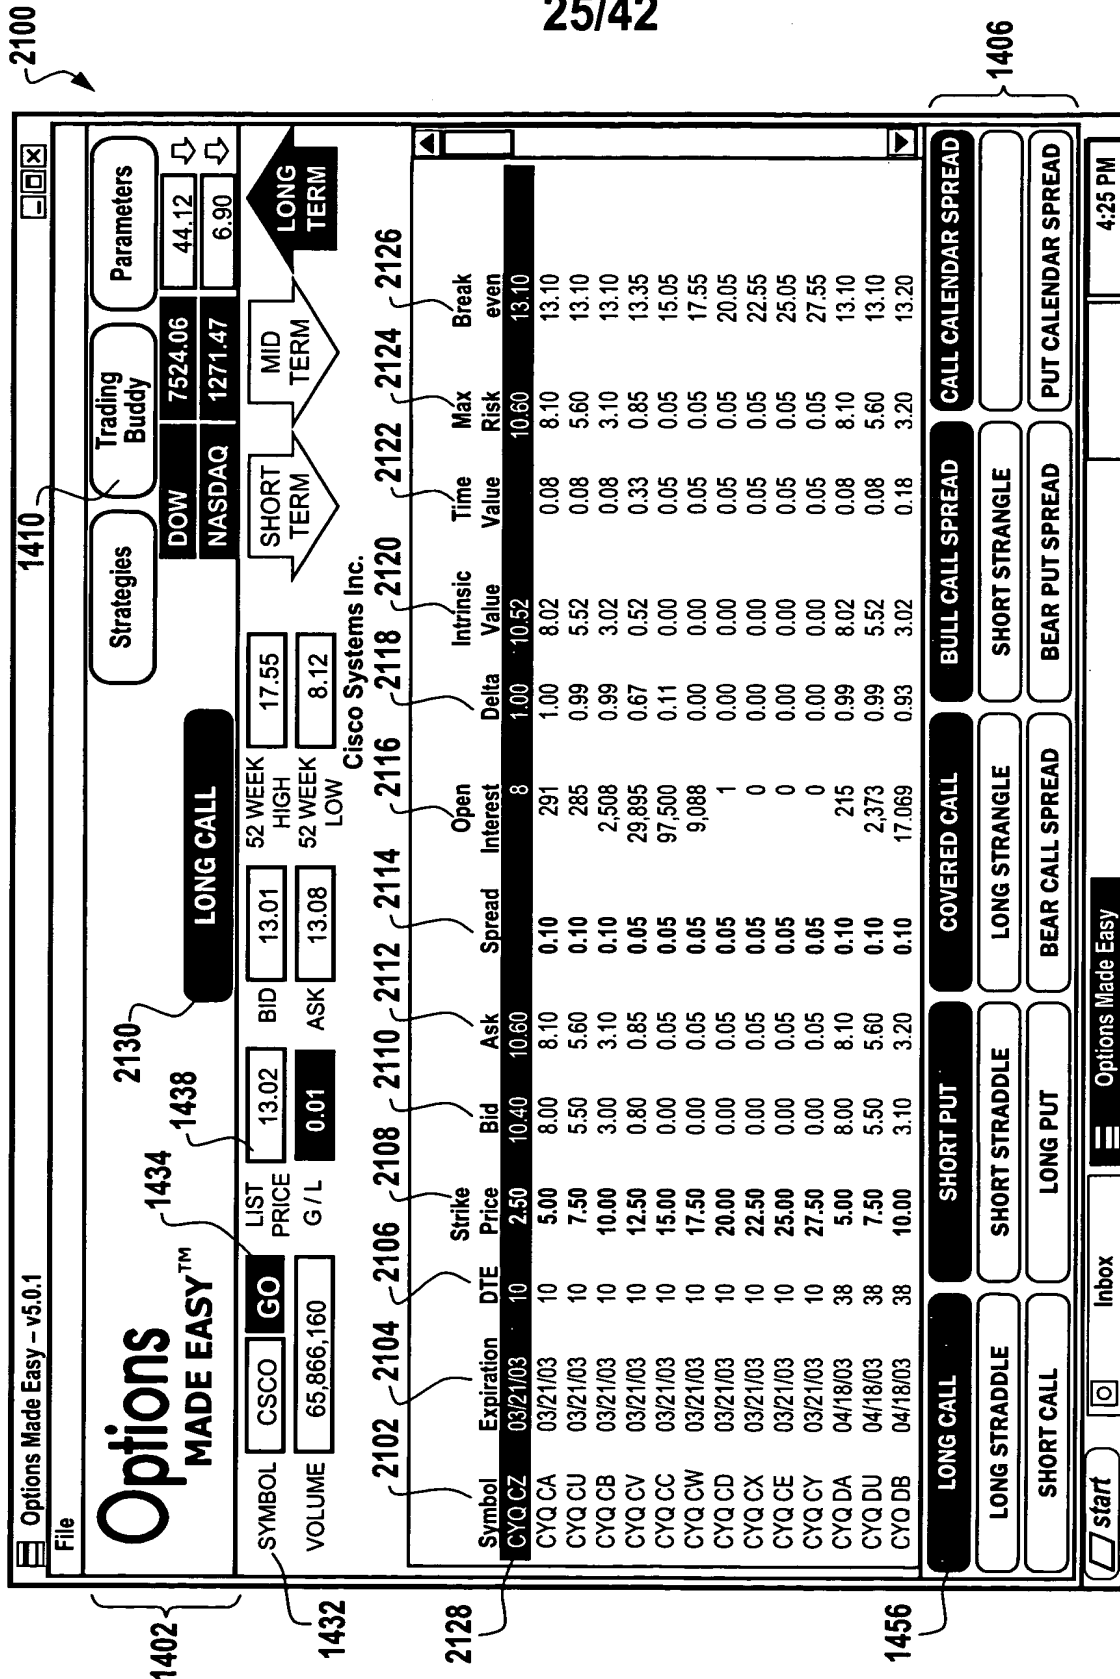 25/42
2100
Options Made Easy – v5.0.1
File
1402
Options
MADE EASY™
2130
LONG CALL
1410
Strategies
Trading Buddy
Parameters
DOW 7524.06 44.12
NASDAQ 1271.47 6.90
1432
1434
1438
SYMBOL CSCO GO
VOLUME 65,866,160
LIST PRICE 13.02
G / L 0.01
BID 13.01
ASK 13.08
52 WEEK HIGH 17.55
52 WEEK LOW 8.12
SHORT TERM
MID TERM
LONG TERM
Cisco Systems Inc.
2102 2104 2106 2108 2110 2112 2114 2116 2118 2120 2122 2124 2126
Symbol Expiration DTE Strike Price Bid Ask Spread Open Interest Delta Intrinsic Value Time Value Max Risk Break even
2128
CYQ CZ 03/21/03 10 2.50 10.40 10.60 8 1.00 10.52 10.60 13.10
CYQ CA 03/21/03 10 5.00 8.00 8.10 0.10 291 1.00 8.02 0.08 8.10 13.10
CYQ CU 03/21/03 10 7.50 5.50 5.60 0.10 285 0.99 5.52 0.08 5.60 13.10
CYQ CB 03/21/03 10 10.00 3.00 3.10 0.10 2,508 0.99 3.02 0.08 3.10 13.10
CYQ CV 03/21/03 10 12.50 0.80 0.85 0.05 29,895 0.67 0.52 0.33 0.85 13.35
CYQ CC 03/21/03 10 15.00 0.00 0.05 0.05 97,500 0.11 0.00 0.05 0.05 15.05
CYQ CW 03/21/03 10 17.50 0.00 0.05 0.05 9,088 0.00 0.00 0.05 0.05 17.55
CYQ CD 03/21/03 10 20.00 0.00 0.05 0.05 1 0.00 0.00 0.05 0.05 20.05
CYQ CX 03/21/03 10 22.50 0.00 0.05 0.05 0 0.00 0.00 0.05 0.05 22.55
CYQ CE 03/21/03 10 25.00 0.00 0.05 0.05 0 0.00 0.00 0.05 0.05 25.05
CYQ CY 03/21/03 10 27.50 0.00 0.05 0.05 0 0.00 0.00 0.05 0.05 27.55
CYQ DA 04/18/03 38 5.00 8.00 8.10 0.10 215 0.99 8.02 0.08 8.10 13.10
CYQ DU 04/18/03 38 7.50 5.50 5.60 0.10 2,373 0.99 5.52 0.08 5.60 13.10
CYQ DB 04/18/03 38 10.00 3.10 3.20 0.10 17.069 0.93 3.02 0.18 3.20 13.20
1456
1406
LONG CALL SHORT PUT COVERED CALL BULL CALL SPREAD CALL CALENDAR SPREAD
LONG STRADDLE SHORT STRADDLE LONG STRANGLE SHORT STRANGLE
SHORT CALL LONG PUT BEAR CALL SPREAD BEAR PUT SPREAD PUT CALENDAR SPREAD
start Inbox Options Made Easy 4:25 PM